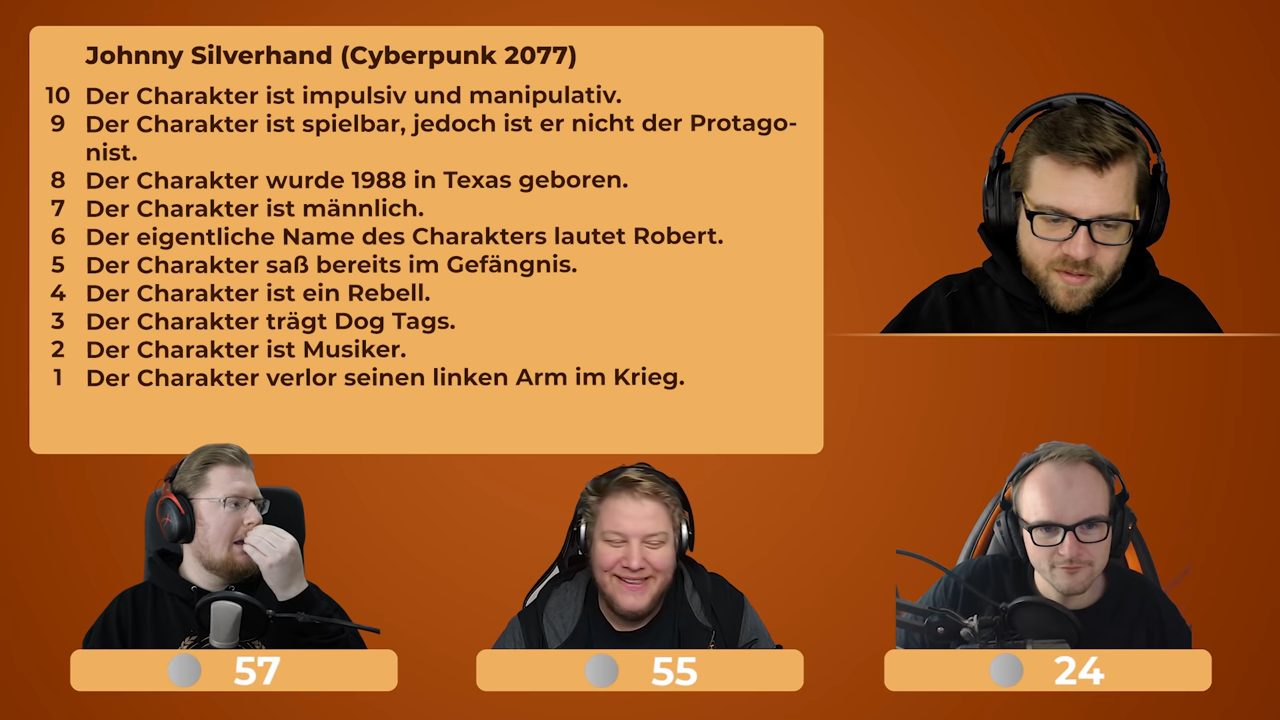 Johnny Silverhand (Cyberpunk 2077)
10 Der Charakter ist impulsiv und manipulativ.
9 Der Charakter ist spielbar, jedoch ist er nicht der Protago-
nist.
8 Der Charakter wurde 1988 in Texas geboren.
7 Der Charakter ist männlich.
6 Der eigentliche Name des Charakters lautet Robert.
5 Der Charakter saß bereits im Gefängnis.
4 Der Charakter ist ein Rebell.
3 Der Charakter trägt Dog Tags.
2 Der Charakter ist Musiker.
1 Der Charakter verlor seinen linken Arm im Krieg.
57
55
24